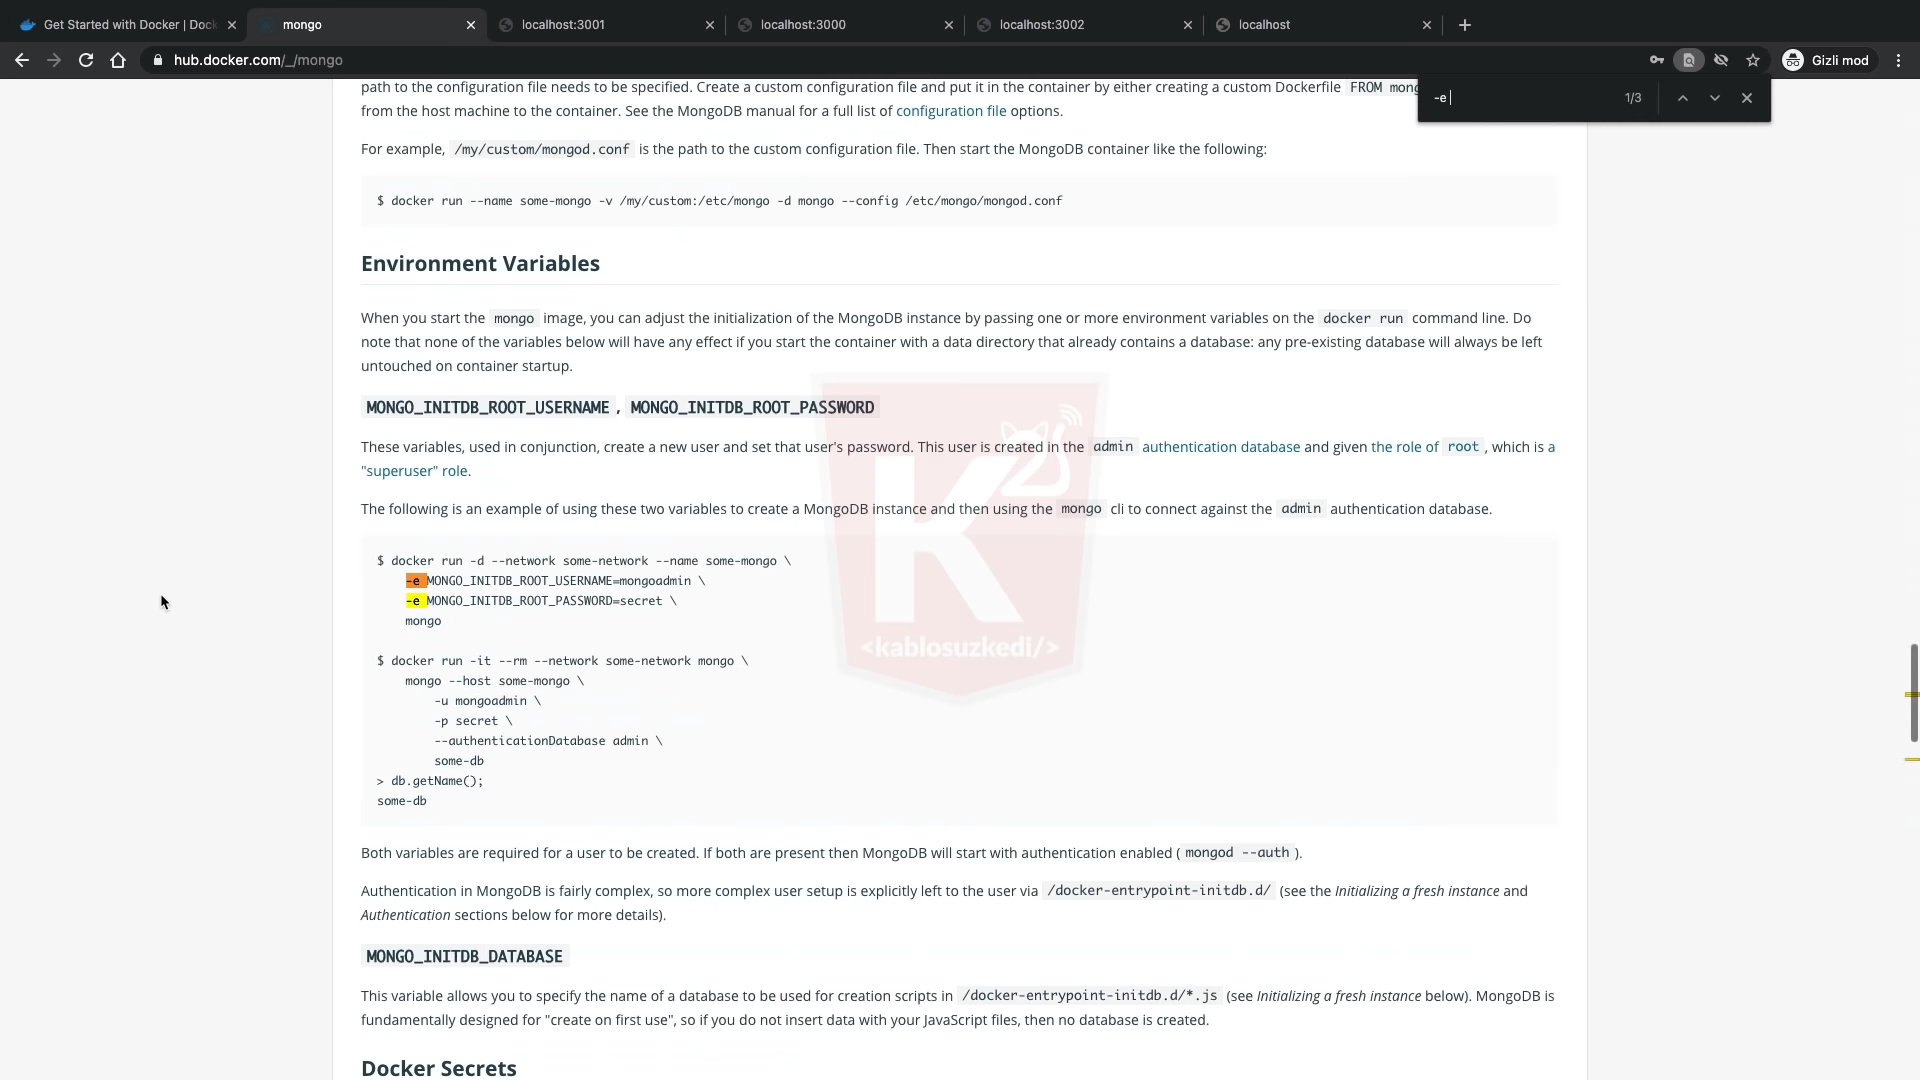 Get Started with Docker | Dock
mongo
localhost:3001
localhost:3000
localhost:3002
localhost
hub.docker.com/_/mongo
Gizli mod
-e
1/3
path to the configuration file needs to be specified. Create a custom configuration file and put it in the container by either creating a custom Dockerfile FROM mong
from the host machine to the container. See the MongoDB manual for a full list of configuration file options.
For example, /my/custom/mongod.conf is the path to the custom configuration file. Then start the MongoDB container like the following:
$ docker run --name some-mongo -v /my/custom:/etc/mongo -d mongo --config /etc/mongo/mongod.conf
Environment Variables
When you start the mongo image, you can adjust the initialization of the MongoDB instance by passing one or more environment variables on the docker run command line. Do
note that none of the variables below will have any effect if you start the container with a data directory that already contains a database: any pre-existing database will always be left
untouched on container startup.
MONGO_INITDB_ROOT_USERNAME , MONGO_INITDB_ROOT_PASSWORD
These variables, used in conjunction, create a new user and set that user's password. This user is created in the admin authentication database and given the role of root , which is a
"superuser" role.
The following is an example of using these two variables to create a MongoDB instance and then using the mongo cli to connect against the admin authentication database.
$ docker run -d --network some-network --name some-mongo \
-e MONGO_INITDB_ROOT_USERNAME=mongoadmin \
-e MONGO_INITDB_ROOT_PASSWORD=secret \
mongo
$ docker run -it --rm --network some-network mongo \
mongo --host some-mongo \
-u mongoadmin \
-p secret \
--authenticationDatabase admin \
some-db
> db.getName();
some-db
K
<kablosuzkedi/>
Both variables are required for a user to be created. If both are present then MongoDB will start with authentication enabled ( mongod --auth ).
Authentication in MongoDB is fairly complex, so more complex user setup is explicitly left to the user via /docker-entrypoint-initdb.d/ (see the Initializing a fresh instance and
Authentication sections below for more details).
MONGO_INITDB_DATABASE
This variable allows you to specify the name of a database to be used for creation scripts in /docker-entrypoint-initdb.d/*.js (see Initializing a fresh instance below). MongoDB is
fundamentally designed for "create on first use", so if you do not insert data with your JavaScript files, then no database is created.
Docker Secrets